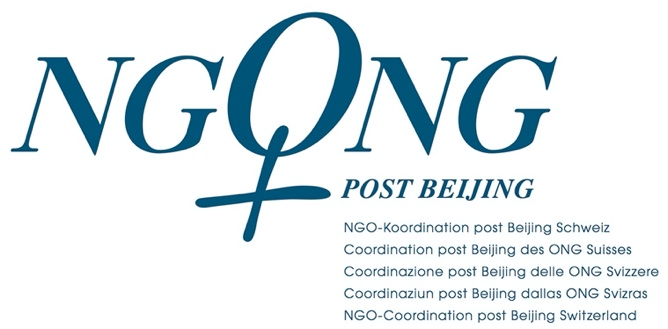 NGONG
POST BEIJING
NGO-Koordination post Beijing Schweiz
Coordination post Beijing des ONG Suisses
Coordinazione post Beijing delle ONG Svizzere
Coordinaziun post Beijing dallas ONG Svizras
NGO-Coordination post Beijing Switzerland